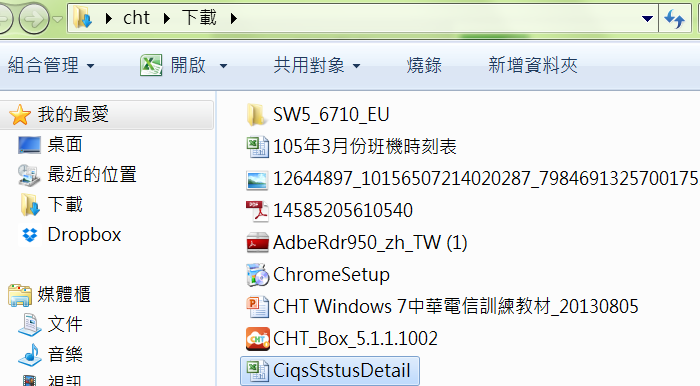 cht 下載
組合管理 開啟 共用對象 燒錄 新增資料夾
我的最愛
桌面
最近的位置
下載
Dropbox
媒體櫃
文件
音樂
視訊
SW5_6710_EU
105年3月份班機時刻表
12644897_10156507214020287_7984691325700175
14585205610540
AdbeRdr950_zh_TW (1)
ChromeSetup
CHT Windows 7中華電信訓練教材_20130805
CHT_Box_5.1.1.1002
CiqsStstusDetail